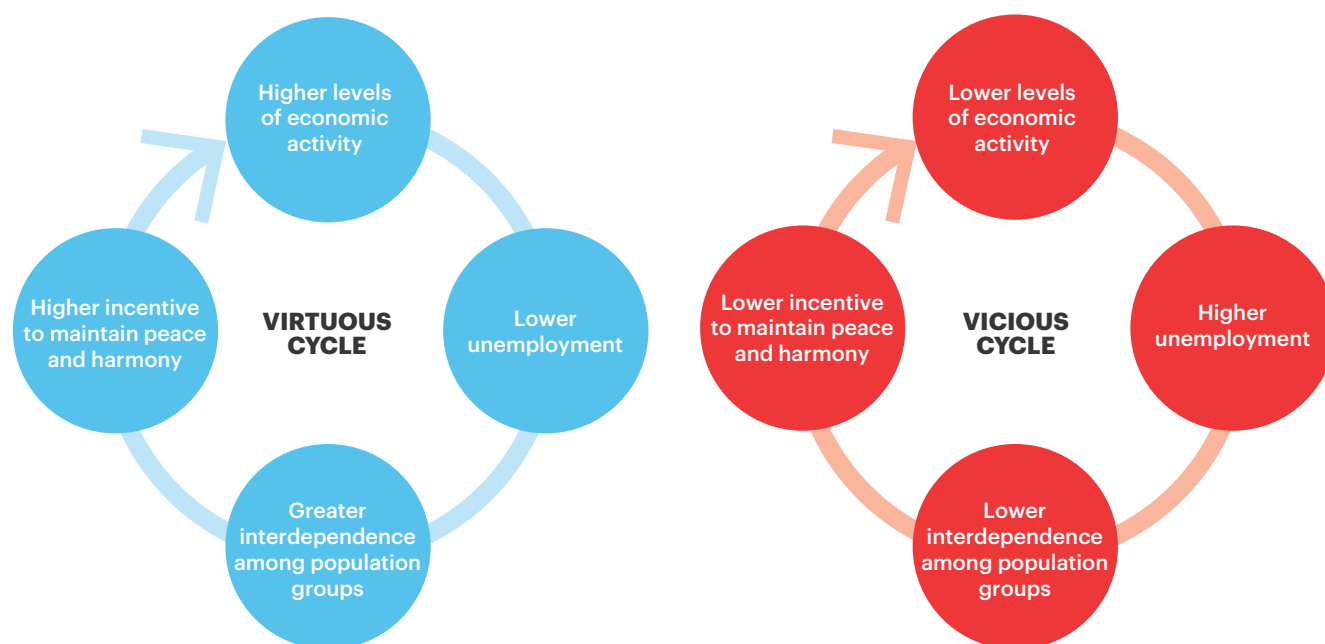 Higher levels
of economic
activity
Lower
unemployment
Greater
interdependence
among population
groups
Higher incentive
to maintain peace
and harmony
VIRTUOUS
CYCLE
Lower levels
of economic
activity
Higher
unemployment
Lower
interdependence
among population
groups
Lower incentive
to maintain peace
and harmony
VICIOUS
CYCLE